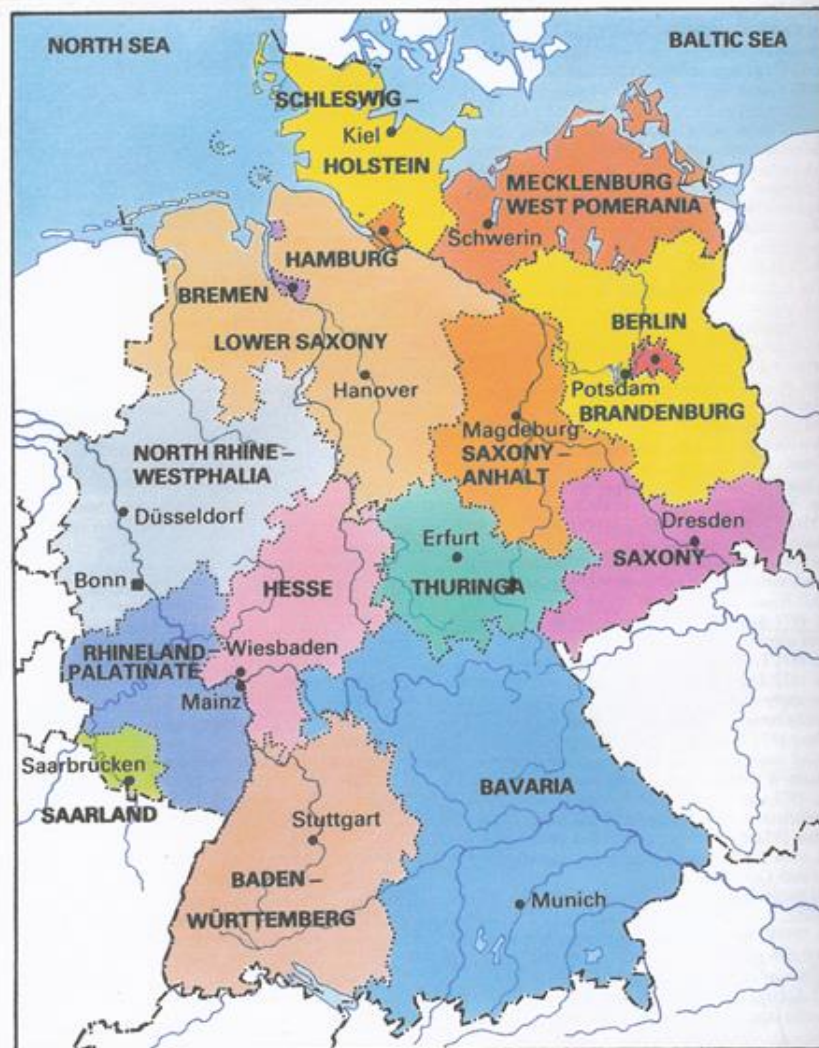 NORTH SEA
BALTIC SEA
SCHLESWIG –
Kiel
HOLSTEIN
MECKLENBURG –
WEST POMERANIA
Schwerin
HAMBURG
BREMEN
LOWER SAXONY
Hanover
BERLIN
Potsdam
BRANDENBURG
Magdeburg
SAXONY –
ANHALT
NORTH RHINE –
WESTPHALIA
Düsseldorf
Bonn
Dresden
SAXONY
Erfurt
THURINGA
HESSE
Wiesbaden
RHINELAND –
PALATINATE
Mainz
Saarbrücken
SAARLAND
BAVARIA
Stuttgart
BADEN –
WÜRTTEMBERG
Munich